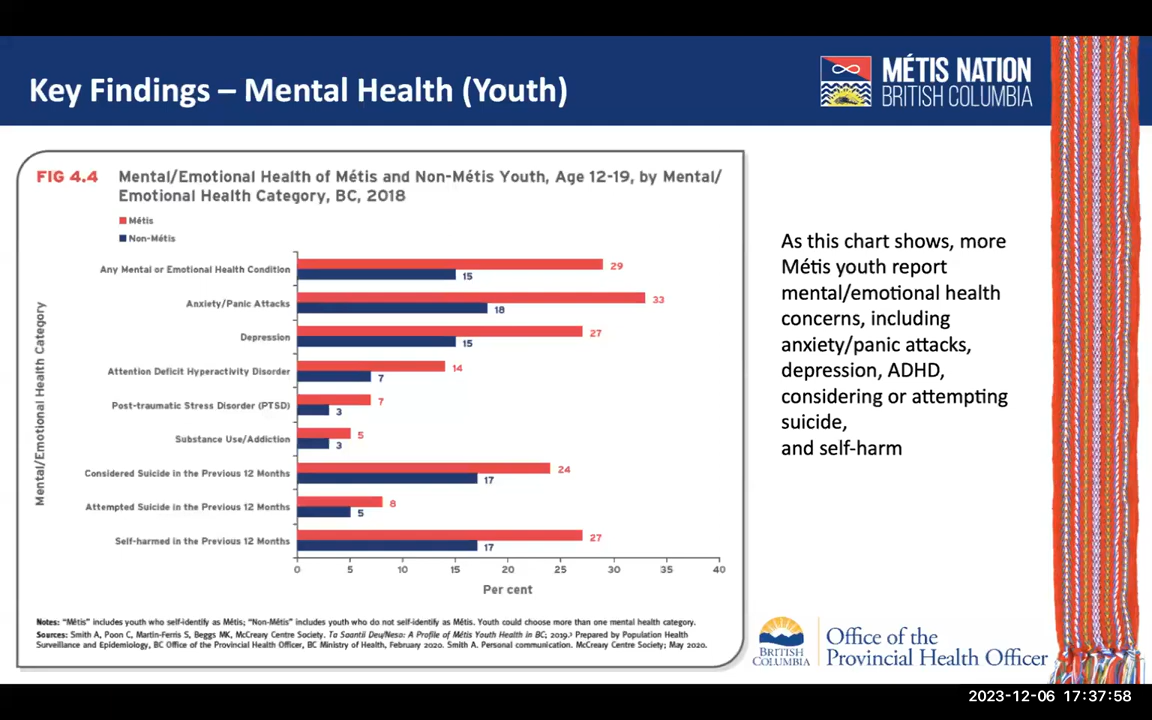 Key Findings – Mental Health (Youth)
MÉTIS NATION
BRITISH COLUMBIA
FIG 4.4 Mental/Emotional Health of Métis and Non-Métis Youth, Age 12-19, by Mental/
Emotional Health Category, BC, 2018
Métis
Non-Métis
Mental/Emotional Health Category
Any Mental or Emotional Health Condition 29
15
Anxiety/Panic Attacks 33
18
Depression 27
15
Attention Deficit Hyperactivity Disorder 14
7
Post-traumatic Stress Disorder (PTSD) 7
3
Substance Use/Addiction 5
3
Considered Suicide in the Previous 12 Months 24
17
Attempted Suicide in the Previous 12 Months 8
5
Self-harmed in the Previous 12 Months 27
17
0 5 10 15 20 25 30 35 40
Per cent
Notes: “Métis” includes youth who self-identify as Métis; “Non-Métis” includes youth who do not self-identify as Métis. Youth could choose more than one mental health category.
Sources: Smith A, Poon C, Martin-Ferris S, Beggs MK, McCreary Centre Society. Ta Saantii Deu/Neso: A Profile of Métis Youth Health in BC; 2019. Prepared by Population Health
Surveillance and Epidemiology, BC Office of the Provincial Health Officer, BC Ministry of Health, February 2020. Smith A. Personal communication. McCreary Centre Society; May 2020.
As this chart shows, more
Métis youth report
mental/emotional health
concerns, including
anxiety/panic attacks,
depression, ADHD,
considering or attempting
suicide,
and self-harm
BRITISH
COLUMBIA
Office of the
Provincial Health Officer
2023-12-06 17:37:58